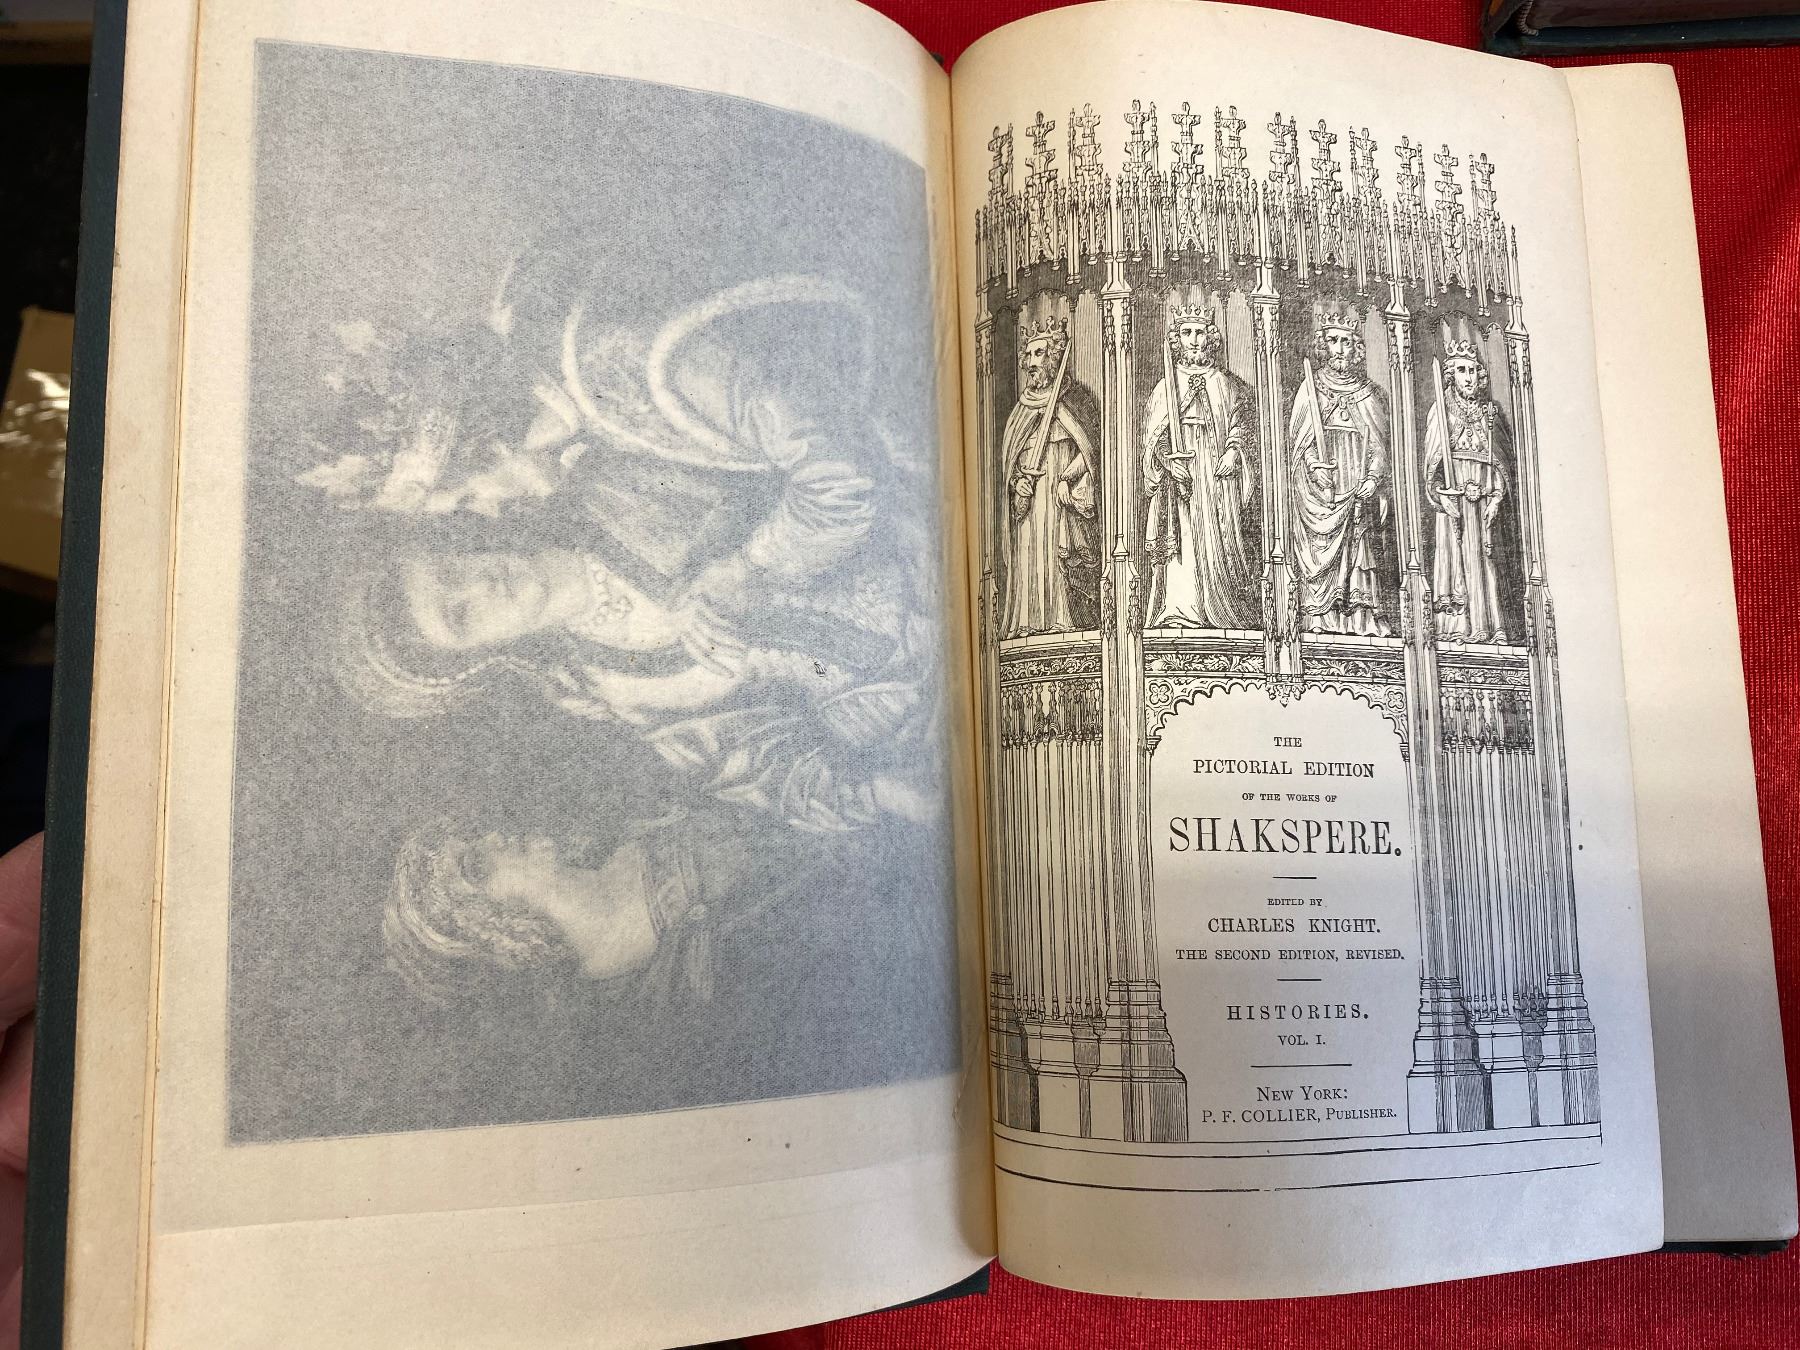 THE
PICTORIAL EDITION
OF THE WORKS OF
SHAKSPERE.
EDITED BY
CHARLES KNIGHT.
THE SECOND EDITION, REVISED.
HISTORIES.
VOL. I.
NEW YORK:
P. F. COLLIER, PUBLISHER.